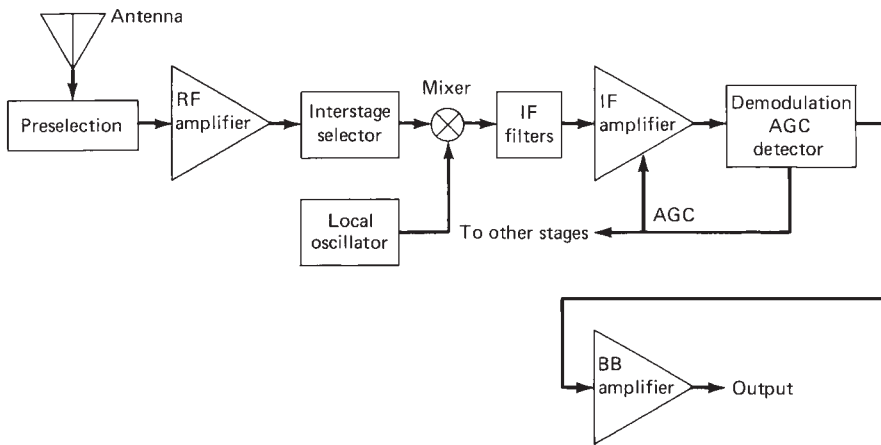 Antenna
Preselection
RF
amplifier
Interstage
selector
Mixer
IF
filters
IF
amplifier
Demodulation
AGC
detector
Local
oscillator
To other stages
AGC
BB
amplifier
Output